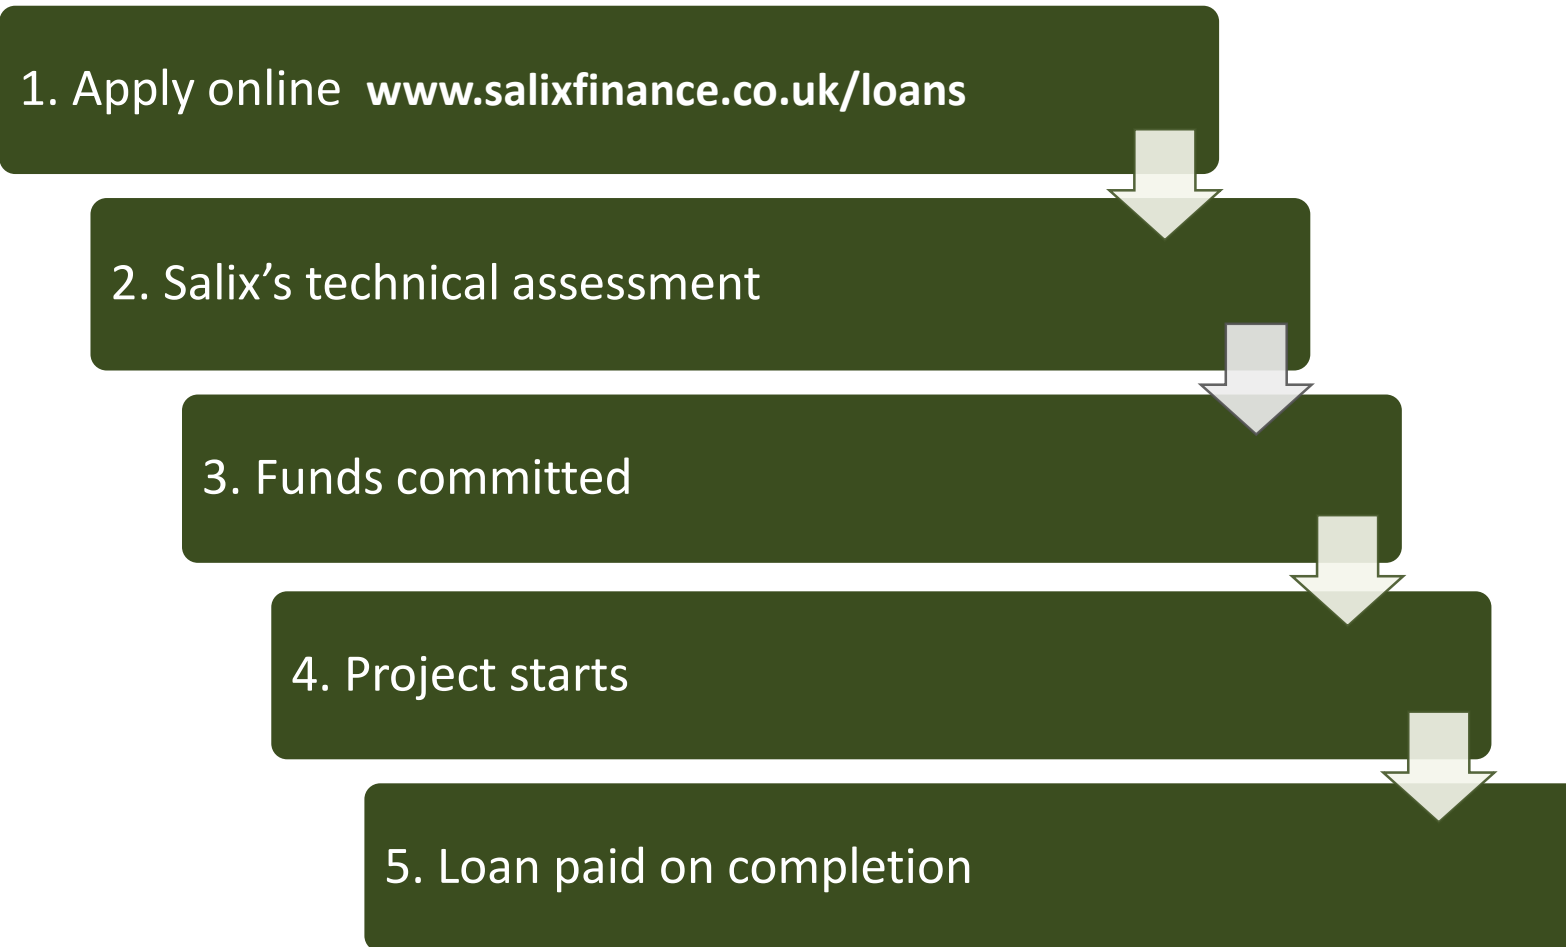 1. Apply online www.salixfinance.co.uk/loans
2. Salix’s technical assessment
3. Funds committed
4. Project starts
5. Loan paid on completion